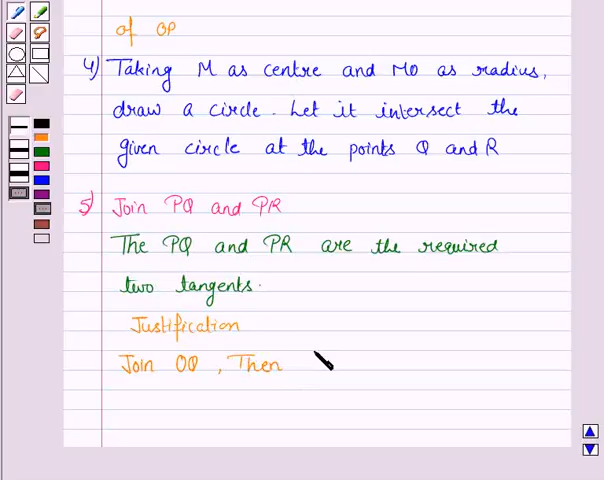 of OP
4) Taking M as centre and MO as radius,
draw a circle. Let it intersect the
given circle at the points Q and R
5) Join PQ and PR
The PQ and PR are the required
two tangents.
Justification
Join OQ, Then